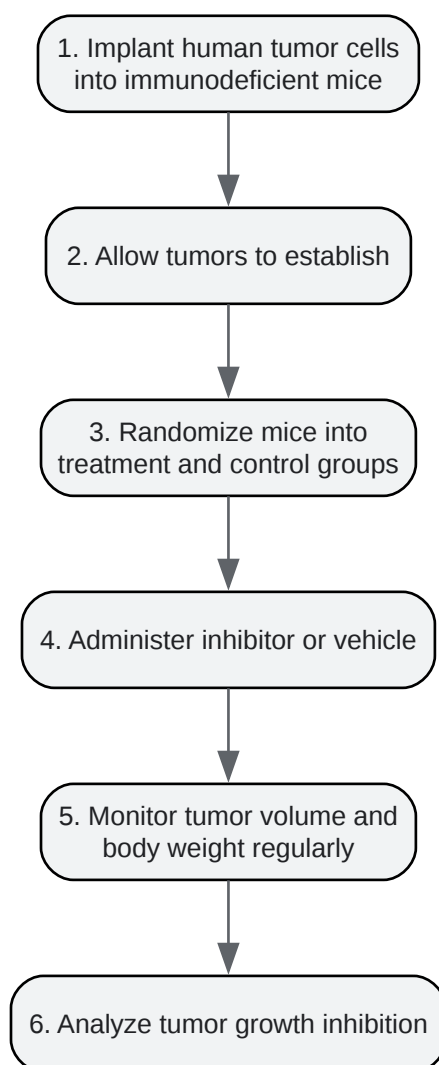 1. Implant human tumor cells
into immunodeficient mice
2. Allow tumors to establish
3. Randomize mice into
treatment and control groups
4. Administer inhibitor or vehicle
5. Monitor tumor volume and
body weight regularly
6. Analyze tumor growth inhibition